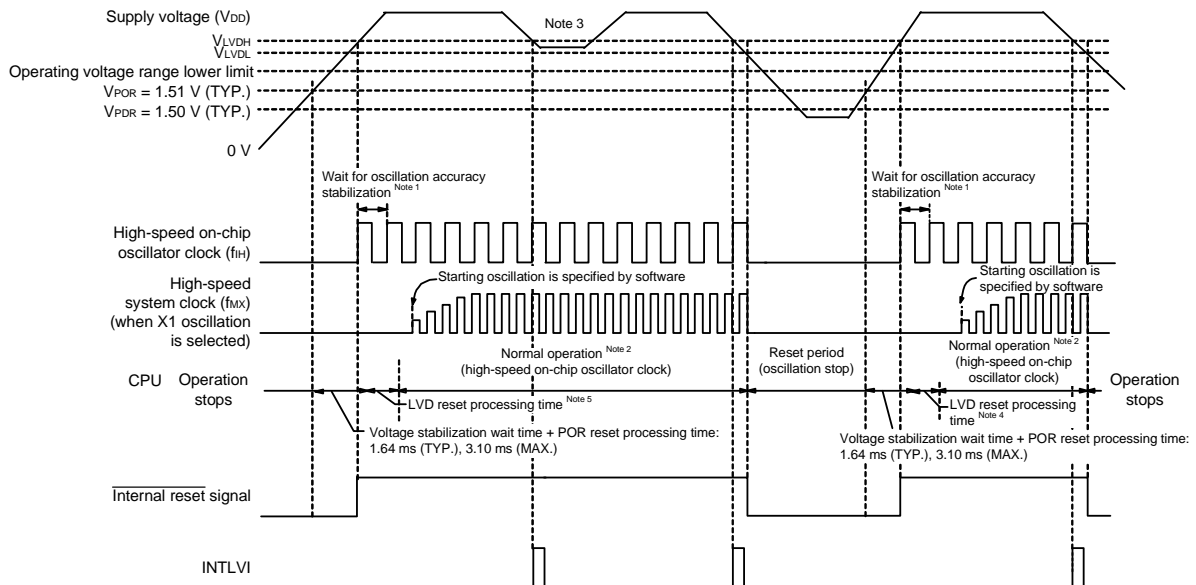 Supply voltage (VDD)
Note 3
VLVDH
VLVDL
Operating voltage range lower limit
VPOR = 1.51 V (TYP.)
VPDR = 1.50 V (TYP.)
0 V
Wait for oscillation accuracy
stabilization Note 1
Wait for oscillation accuracy
stabilization Note 1
High-speed on-chip
oscillator clock (fIH)
High-speed
system clock (fMX)
(when X1 oscillation
is selected)
Starting oscillation is specified by software
Starting oscillation is
specified by software
Normal operation Note 2
(high-speed on-chip oscillator clock)
Reset period
(oscillation stop)
Normal operation Note 2
(high-speed on-chip
oscillator clock)
CPU
Operation
stops
Operation
stops
LVD reset processing time Note 5
LVD reset processing
time Note 4
Voltage stabilization wait time + POR reset processing time:
1.64 ms (TYP.), 3.10 ms (MAX.)
Voltage stabilization wait time + POR reset processing time:
1.64 ms (TYP.), 3.10 ms (MAX.)
Internal reset signal
INTLVI